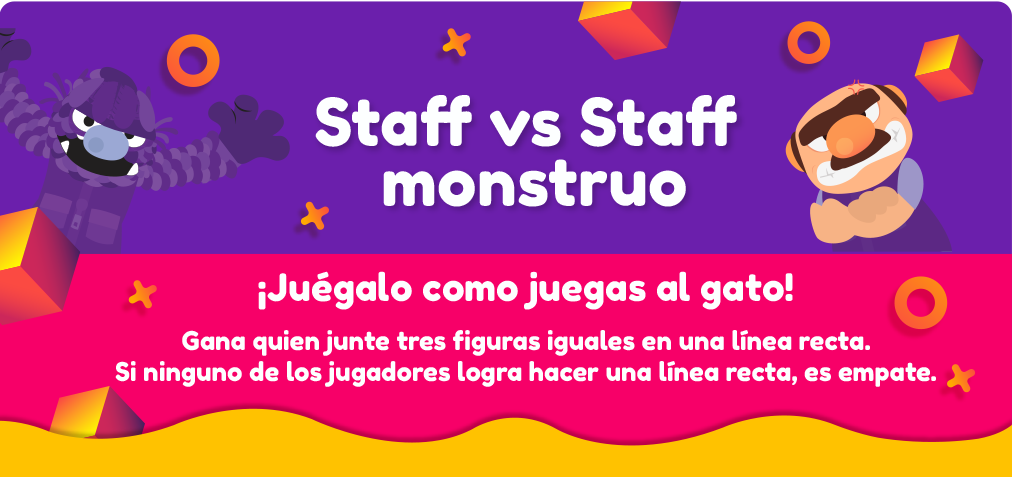 Staff vs Staff
monstruo
¡Juégalo como juegas al gato!
Gana quien junte tres figuras iguales en una línea recta.
Si ninguno de los jugadores logra hacer una línea recta, es empate.